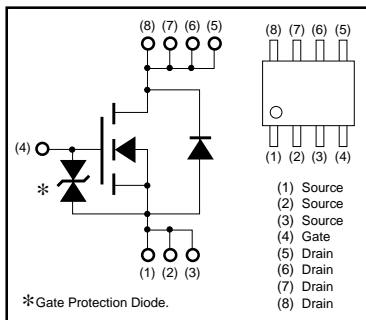 (8) (7) (6) (5)
(8) (7) (6) (5)
(4)
*
(1) (2) (3)
(1) (2) (3) (4)
(1) Source
(2) Source
(3) Source
(4) Gate
(5) Drain
(6) Drain
(7) Drain
(8) Drain
*Gate Protection Diode.